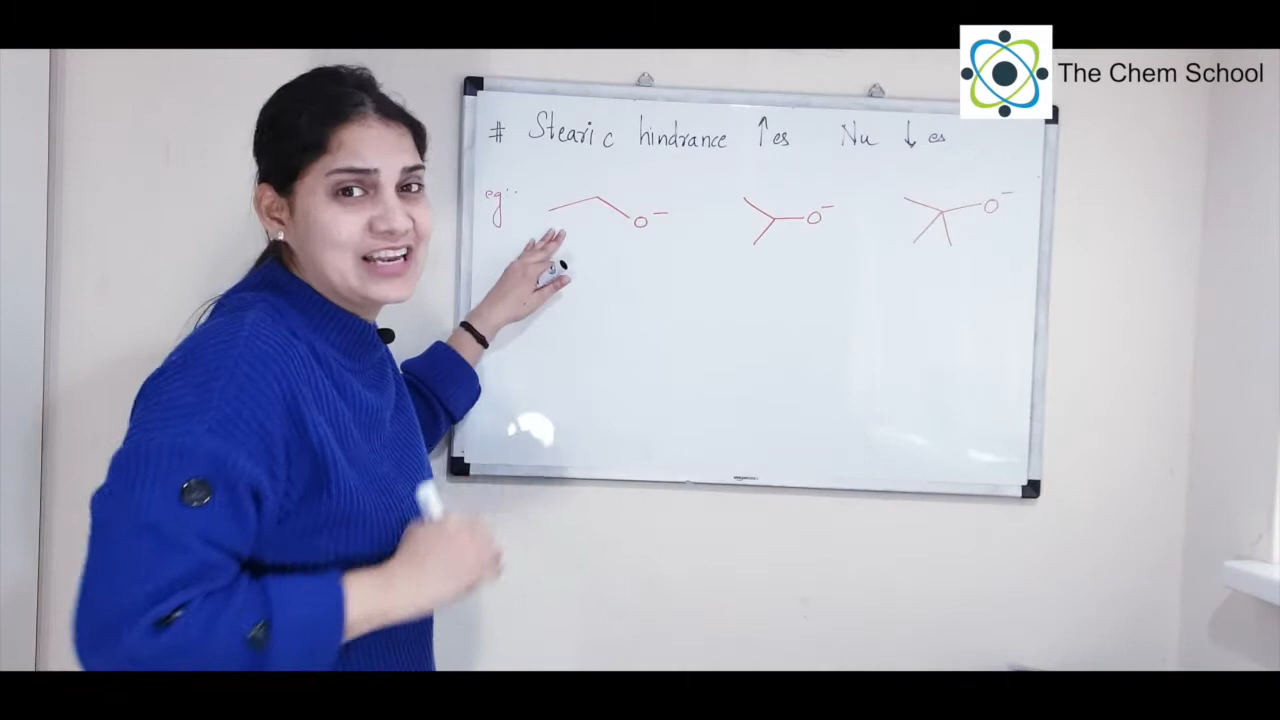 The Chem School
# Stearic hindrance ↑es Nu ↓es
eg:- O⁻ O⁻ O⁻